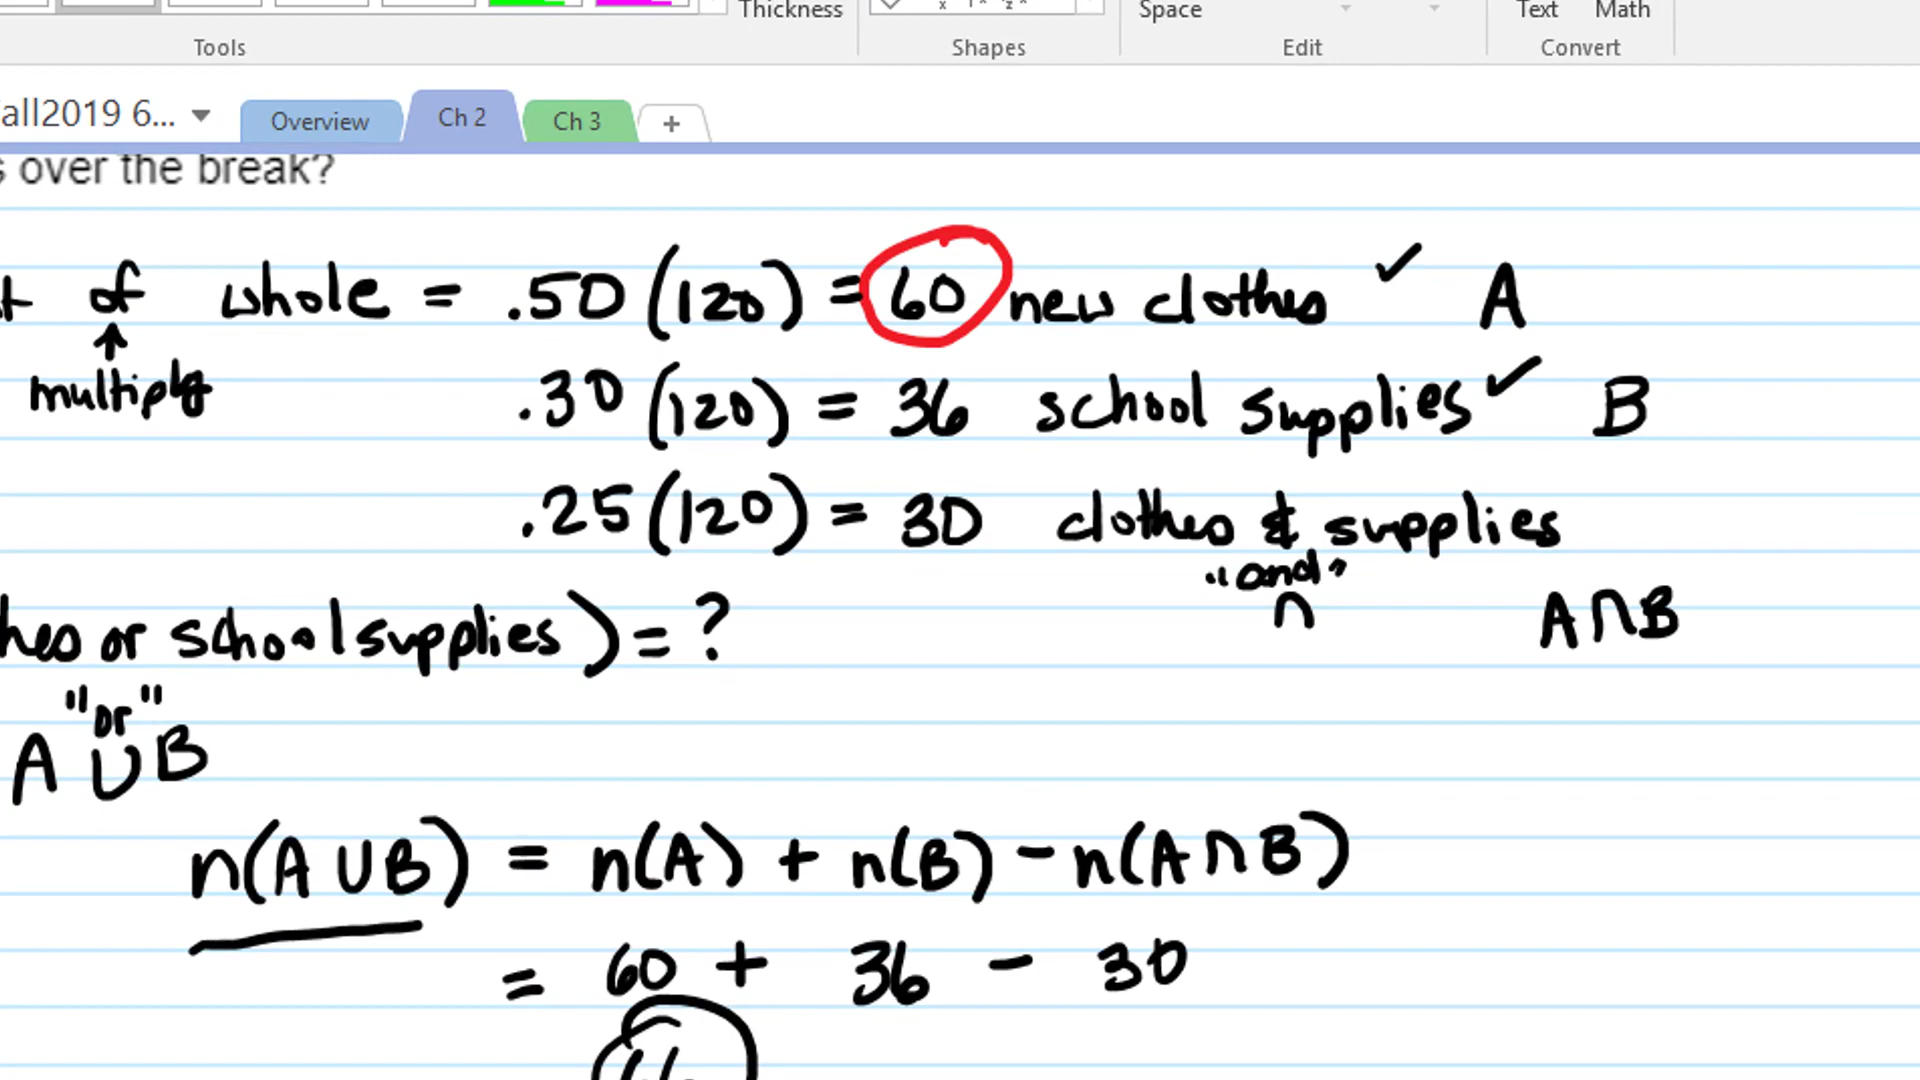 Thickness Space Text Math
Tools Shapes Edit Convert
all2019 6... Overview Ch 2 Ch 3 +
s over the break?
of whole = .50 (120) = 60 new clothes ✓ A
↑
multiply
.30 (120) = 36 school supplies ✓ B
.25 (120) = 30 clothes & supplies
"and"
∩ A∩B
hes or school supplies) = ?
"or"
A ∪ B
n(A ∪ B) = n(A) + n(B) - n(A ∩ B)
= 60 + 36 - 30